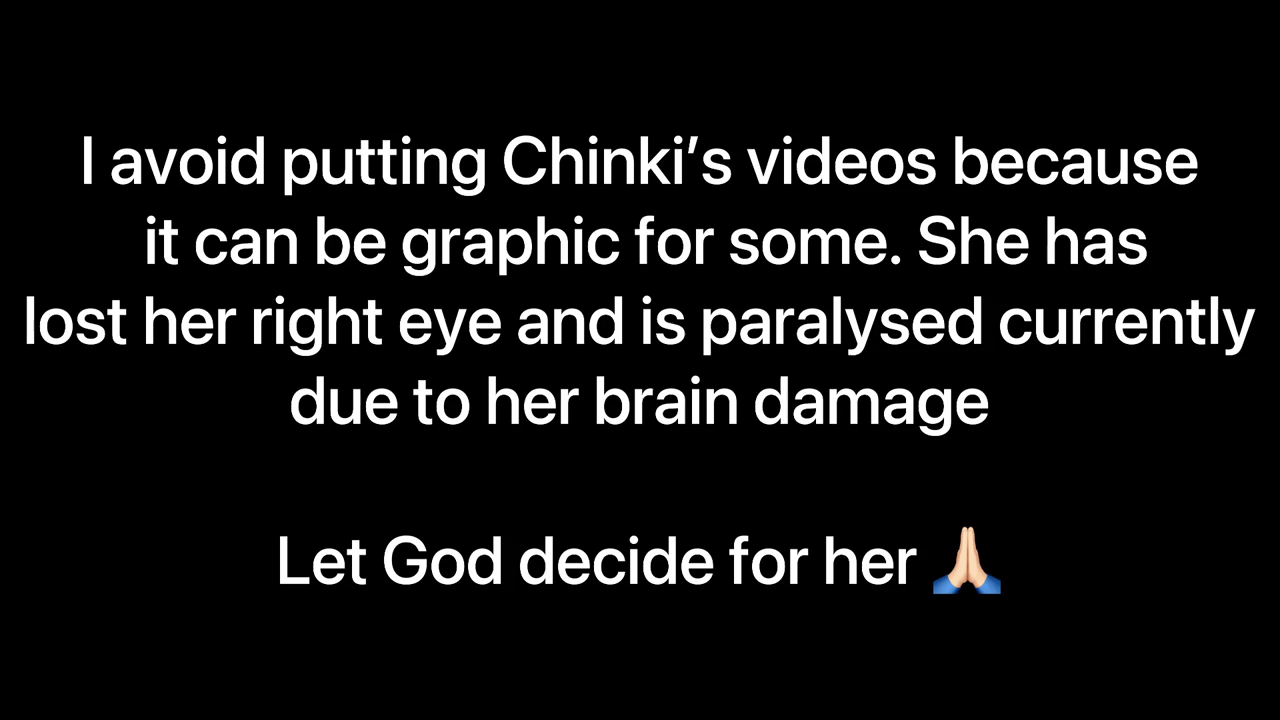 I avoid putting Chinki’s videos because
it can be graphic for some. She has
lost her right eye and is paralysed currently
due to her brain damage
Let God decide for her 🙏🏻